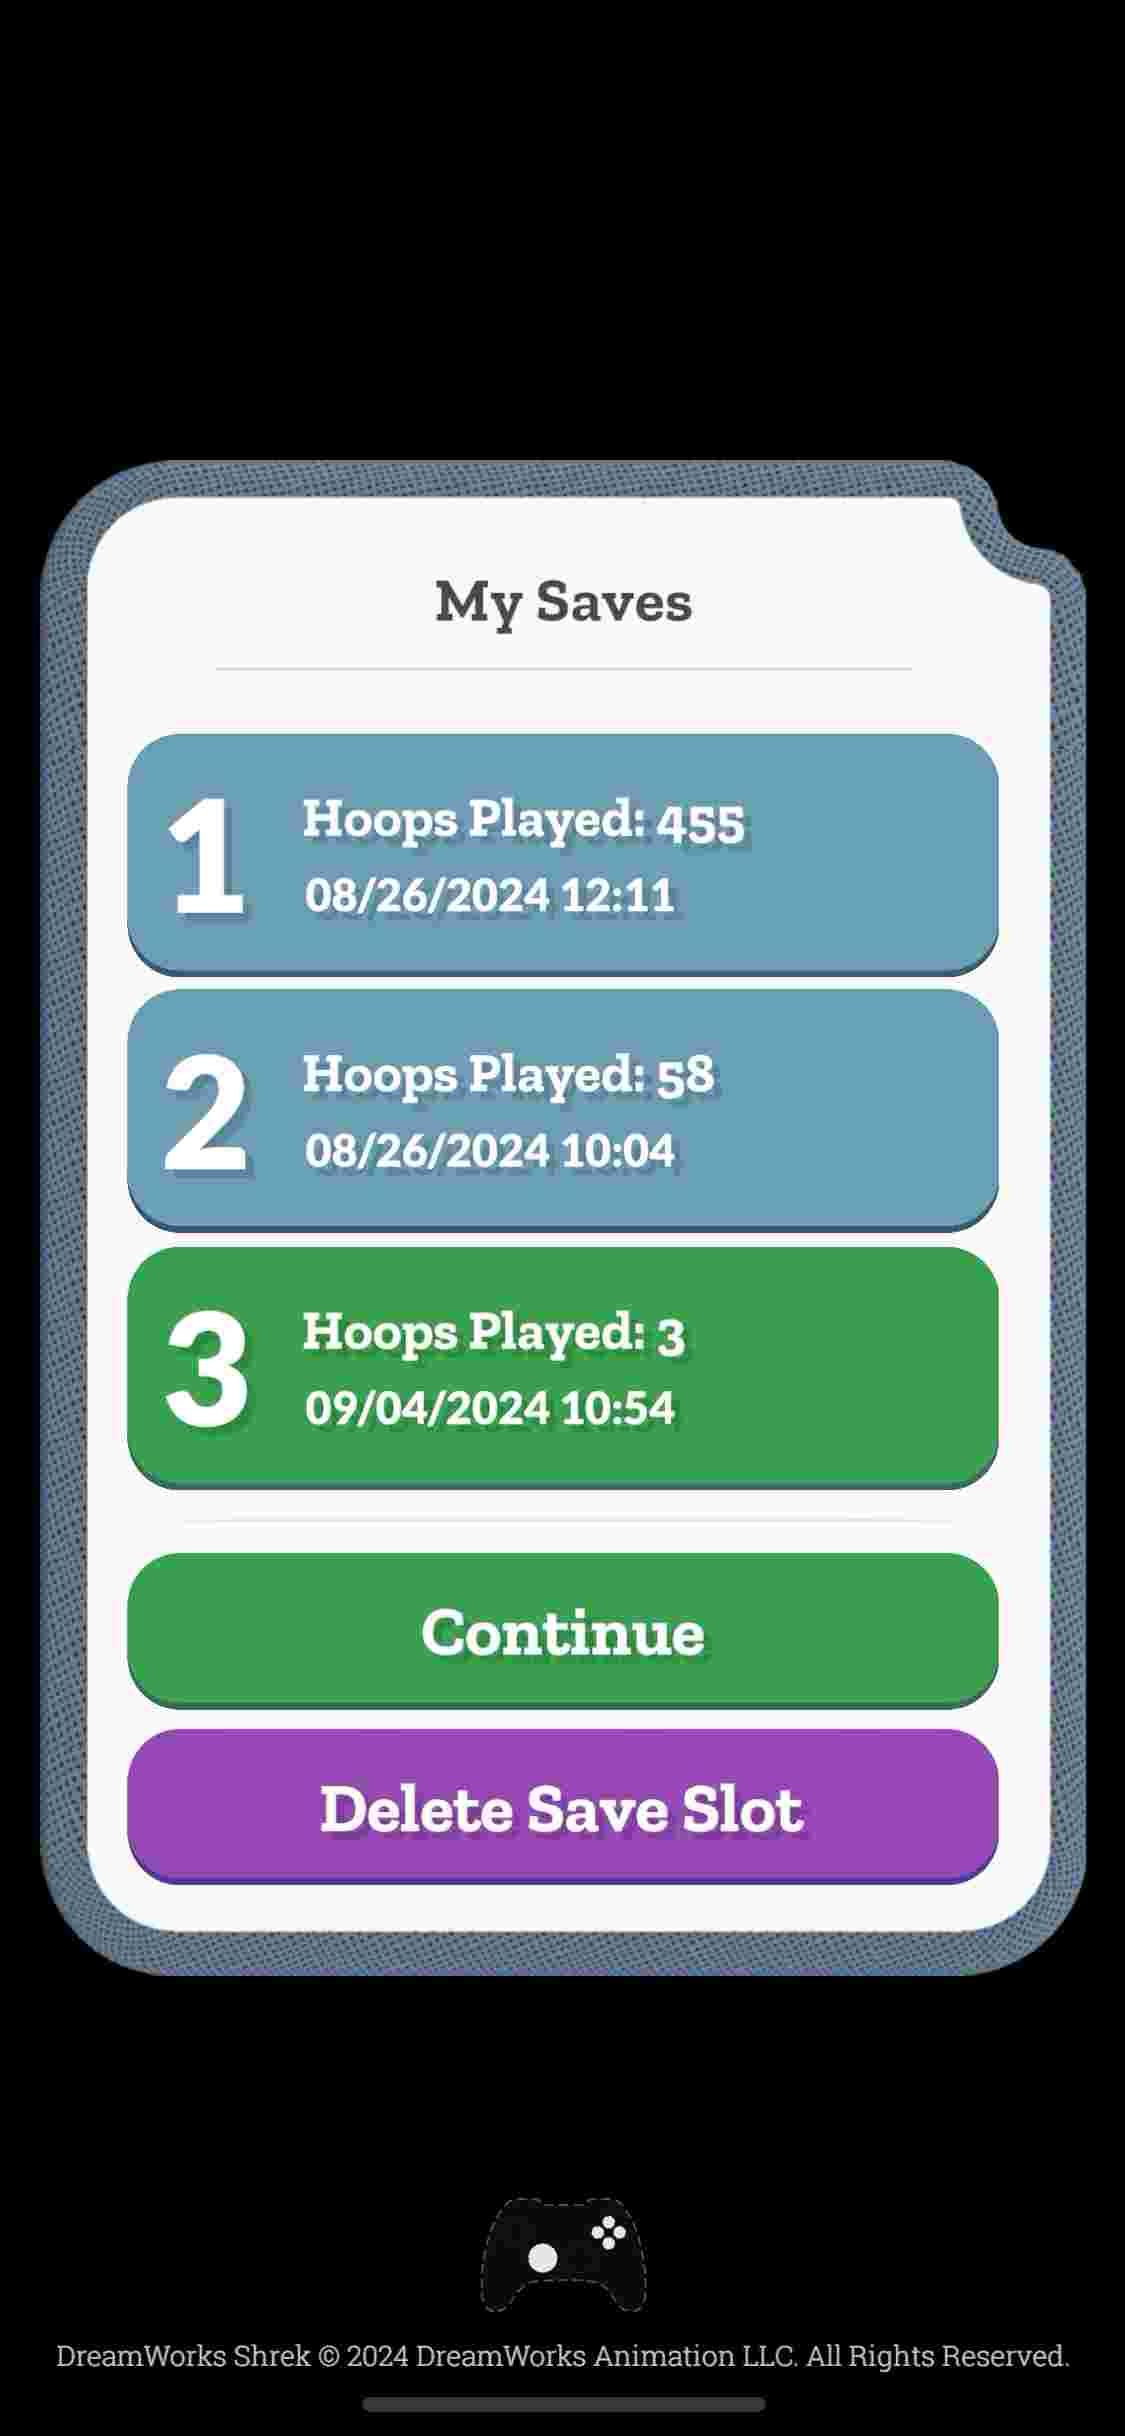 My Saves
1
Hoops Played: 455
08/26/2024 12:11
2
Hoops Played: 58
08/26/2024 10:04
3
Hoops Played: 3
09/04/2024 10:54
Continue
Delete Save Slot
DreamWorks Shrek © 2024 DreamWorks Animation LLC. All Rights Reserved.